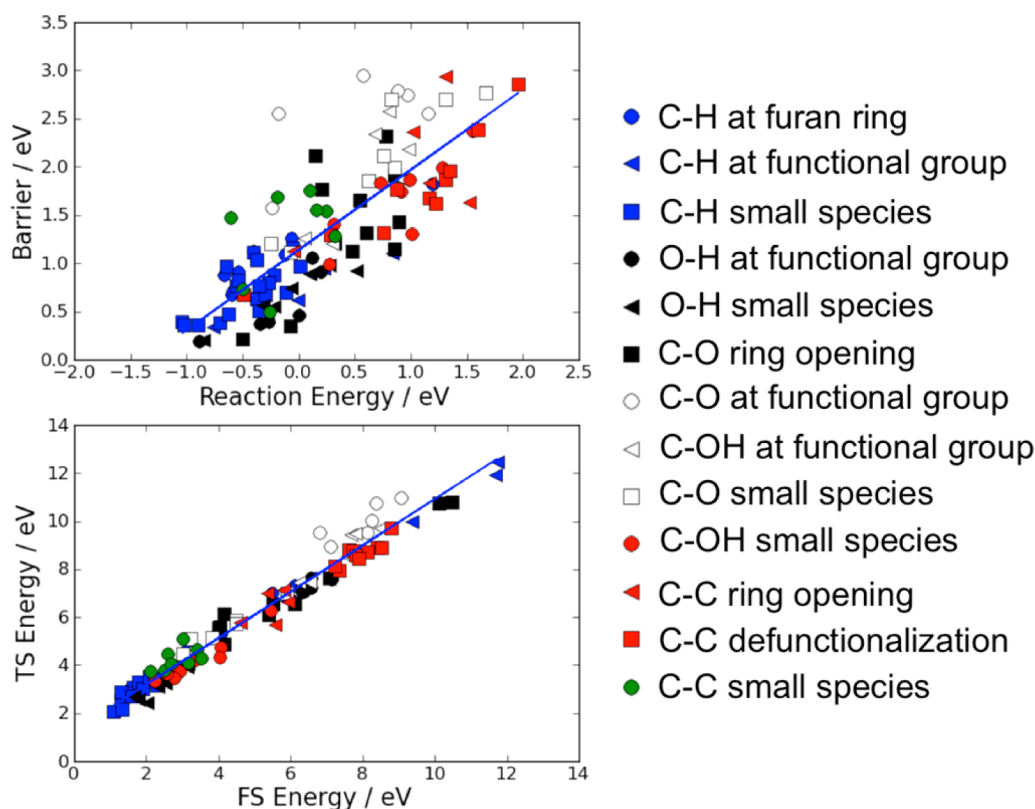 3.5
3.0
2.5
2.0
1.5
1.0
0.5
0.0
Barrier / eV
−2.0 −1.5 −1.0 −0.5 0.0 0.5 1.0 1.5 2.0 2.5
Reaction Energy / eV
14
12
10
8
6
4
2
0
TS Energy / eV
0 2 4 6 8 10 12 14
FS Energy / eV
C-H at furan ring
C-H at functional group
C-H small species
O-H at functional group
O-H small species
C-O ring opening
C-O at functional group
C-OH at functional group
C-O small species
C-OH small species
C-C ring opening
C-C defunctionalization
C-C small species